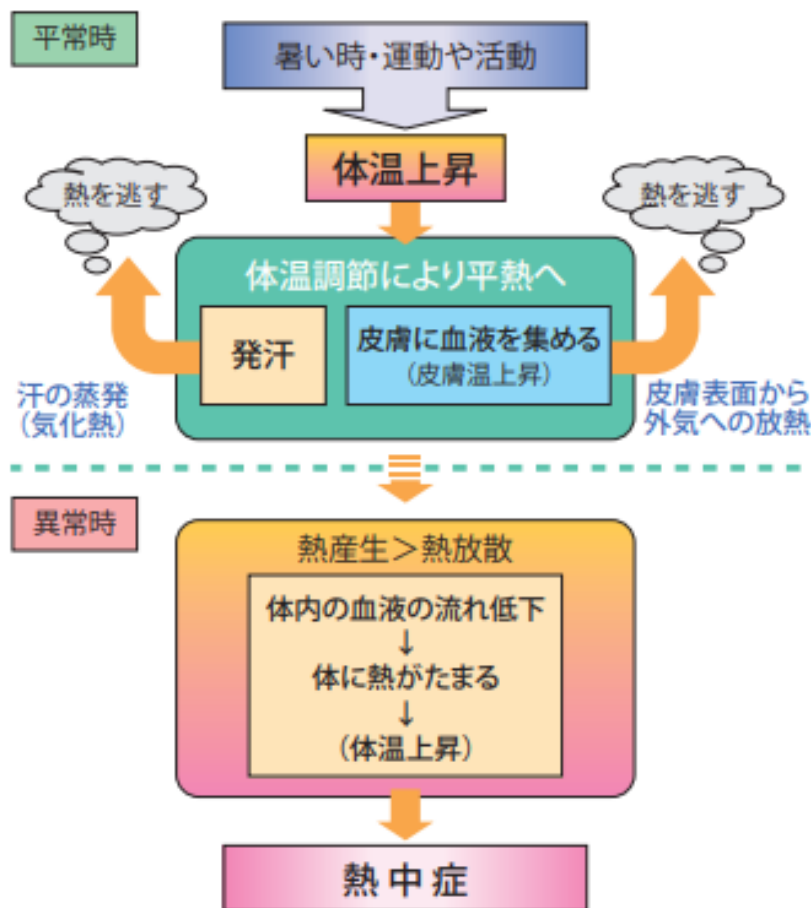 平常時
暑い時・運動や活動
体温上昇
熱を逃す
熱を逃す
体温調節により平熱へ
発汗
皮膚に血液を集める
（皮膚温上昇）
汗の蒸発
（気化熱）
皮膚表面から
外気への放熱
異常時
熱産生＞熱放散
体内の血液の流れ低下
↓
体に熱がたまる
↓
（体温上昇）
熱中症